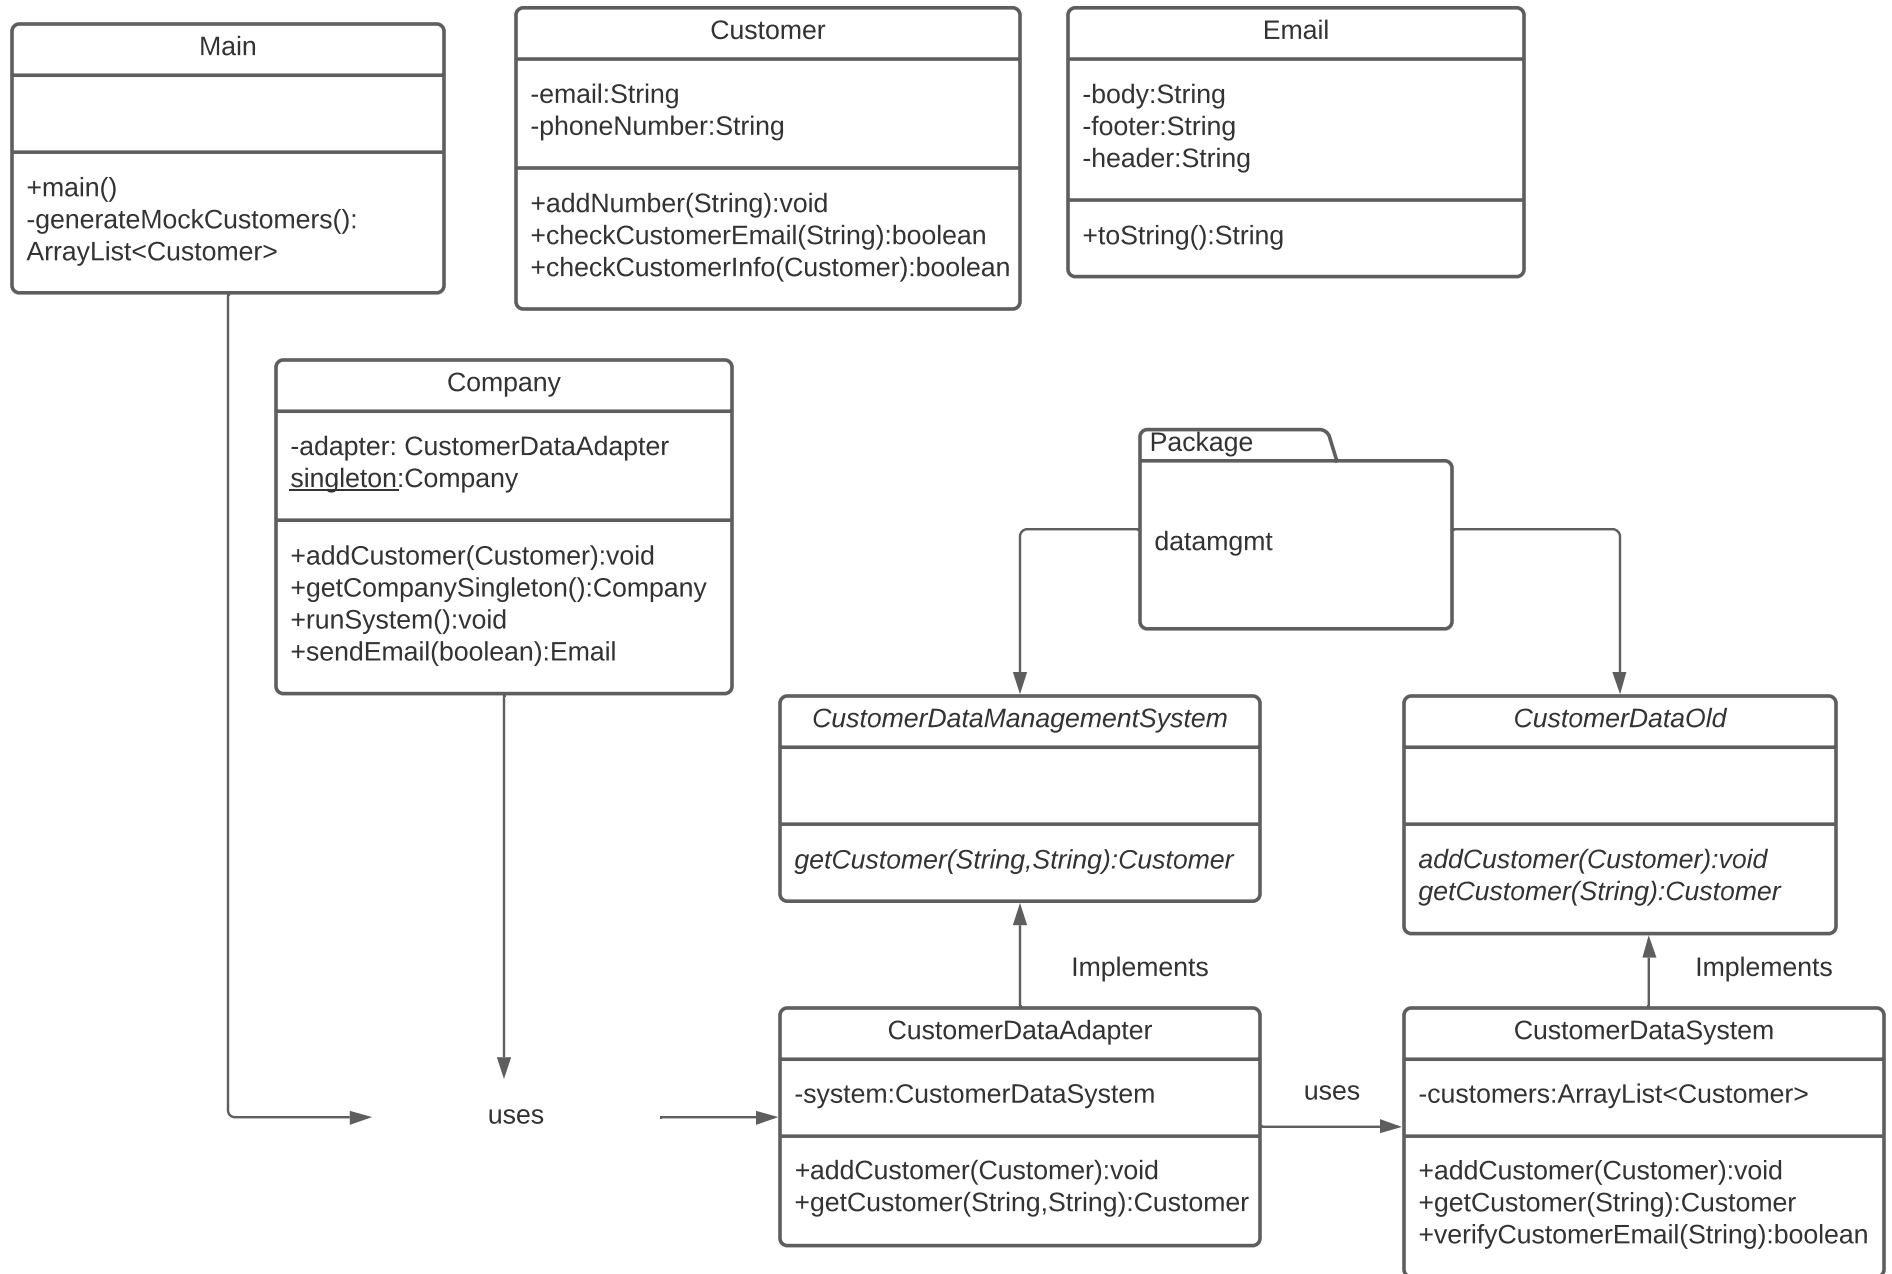 Main
+main()
-generateMockCustomers():
ArrayList<Customer>
Customer
-email:String
-phoneNumber:String
+addNumber(String):void
+checkCustomerEmail(String):boolean
+checkCustomerInfo(Customer):boolean
Email
-body:String
-footer:String
-header:String
+toString():String
Company
-adapter: CustomerDataAdapter
singleton:Company
+addCustomer(Customer):void
+getCompanySingleton():Company
+runSystem():void
+sendEmail(boolean):Email
Package
datamgmt
CustomerDataManagementSystem
getCustomer(String,String):Customer
CustomerDataOld
addCustomer(Customer):void
getCustomer(String):Customer
Implements
Implements
uses
CustomerDataAdapter
-system:CustomerDataSystem
+addCustomer(Customer):void
+getCustomer(String,String):Customer
uses
CustomerDataSystem
-customers:ArrayList<Customer>
+addCustomer(Customer):void
+getCustomer(String):Customer
+verifyCustomerEmail(String):boolean